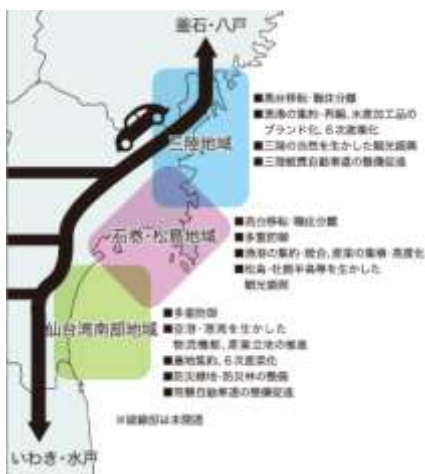 釜石・八戸
三陸地域
■高台移転・職住分離
■漁港の集約・再編、水産加工品の
ブランド化、6次産業化
■三陸の自然を生かした観光振興
■三陸縦貫自動車道の整備促進
石巻・松島地域
■高台移転・職住分離
■多重防御
■漁港の集約・統合、産業の集積・高度化
■松島・牡鹿半島等を生かした
観光振興
仙台湾南部地域
■多重防御
■空港・港湾を生かした
物流機能、産業立地の推進
■農地集約、6次産業化
■防災緑地・防災林の整備
■常磐自動車道の整備促進
※破線部は未開通
いわき・水戸